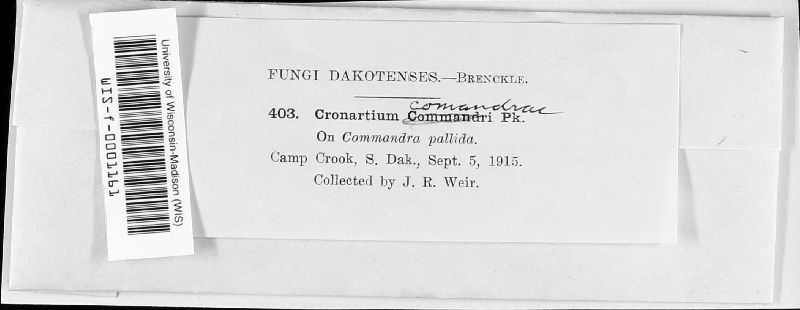 FUNGI DAKOTENSES.—BRENCKLE.
comandrae
403. Cronartium Commandri Pk.
On Commandra pallida.
Camp Crook, S. Dak., Sept. 5, 1915.
Collected by J. R. Weir.
University of Wisconsin-Madison (WIS)
WIS-f-0001161